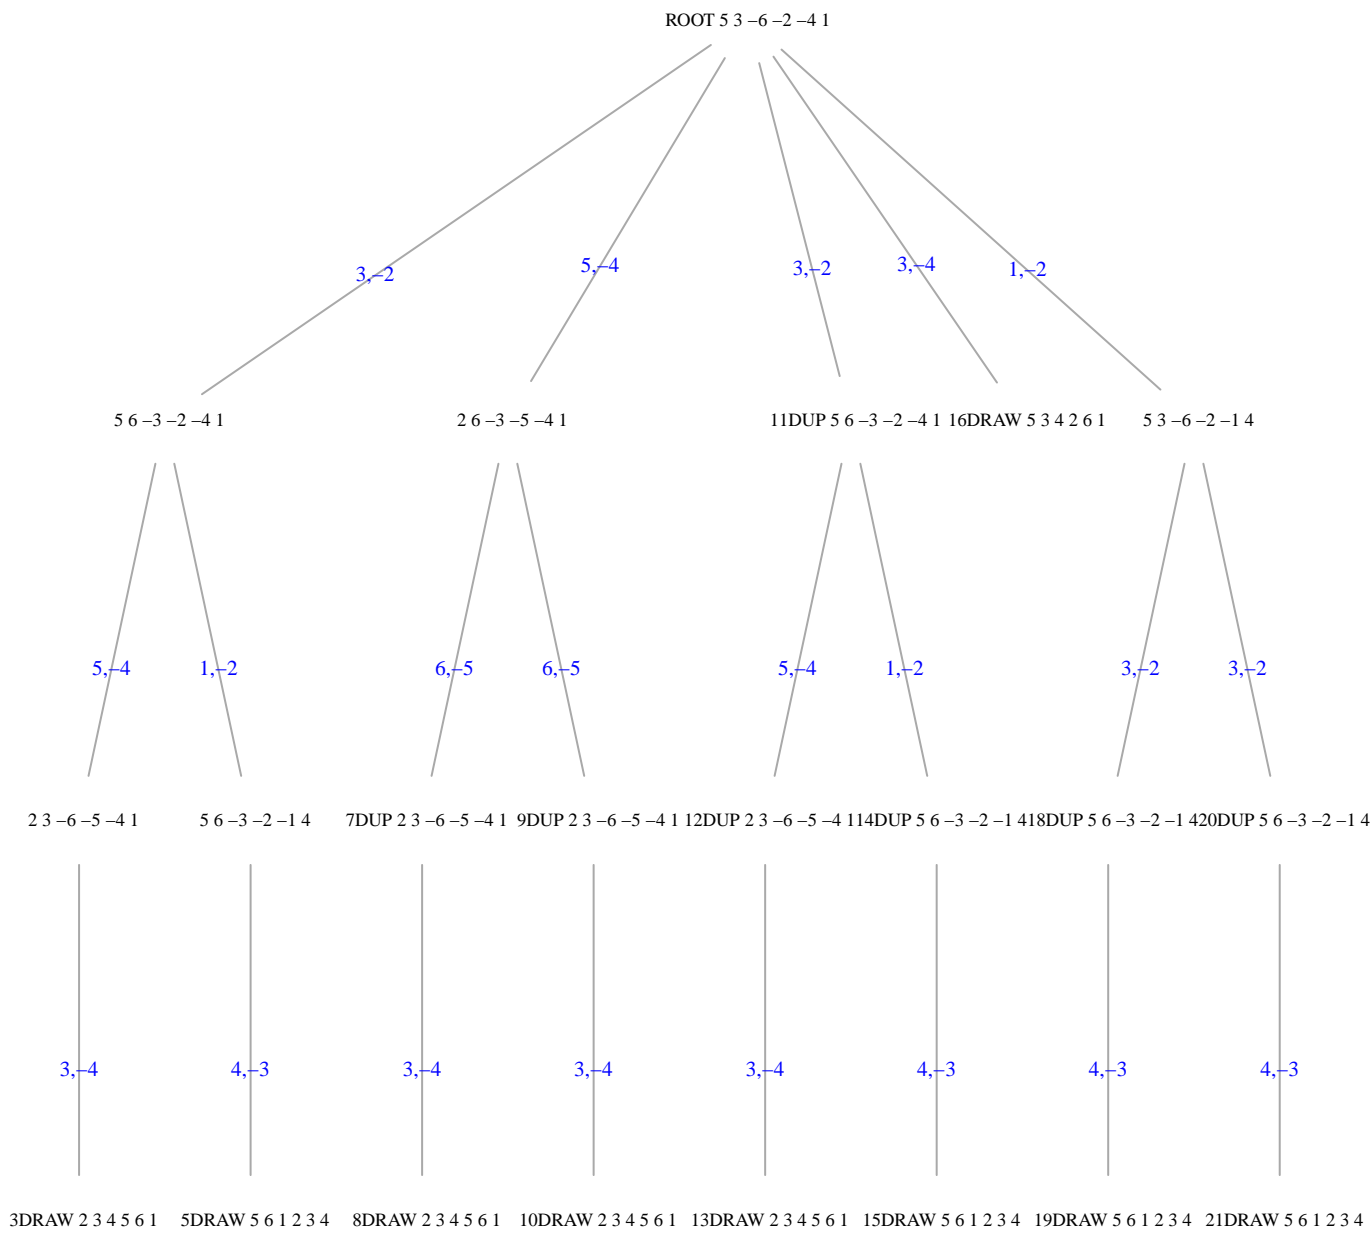 ROOT 5 3 –6 –2 –4 1
3,–2 5,–4 3,–2 3,–4 1,–2
5 6 –3 –2 –4 1 2 6 –3 –5 –4 1 11DUP 5 6 –3 –2 –4 1 16DRAW 5 3 4 2 6 1 5 3 –6 –2 –1 4
5,–4 1,–2 6,–5 6,–5 5,–4 1,–2 3,–2 3,–2
2 3 –6 –5 –4 1 5 6 –3 –2 –1 4 7DUP 2 3 –6 –5 –4 1 9DUP 2 3 –6 –5 –4 1 12DUP 2 3 –6 –5 –4 1 14DUP 5 6 –3 –2 –1 4 18DUP 5 6 –3 –2 –1 4 20DUP 5 6 –3 –2 –1 4
3,–4 4,–3 3,–4 3,–4 3,–4 4,–3 4,–3 4,–3
3DRAW 2 3 4 5 6 1 5DRAW 5 6 1 2 3 4 8DRAW 2 3 4 5 6 1 10DRAW 2 3 4 5 6 1 13DRAW 2 3 4 5 6 1 15DRAW 5 6 1 2 3 4 19DRAW 5 6 1 2 3 4 21DRAW 5 6 1 2 3 4